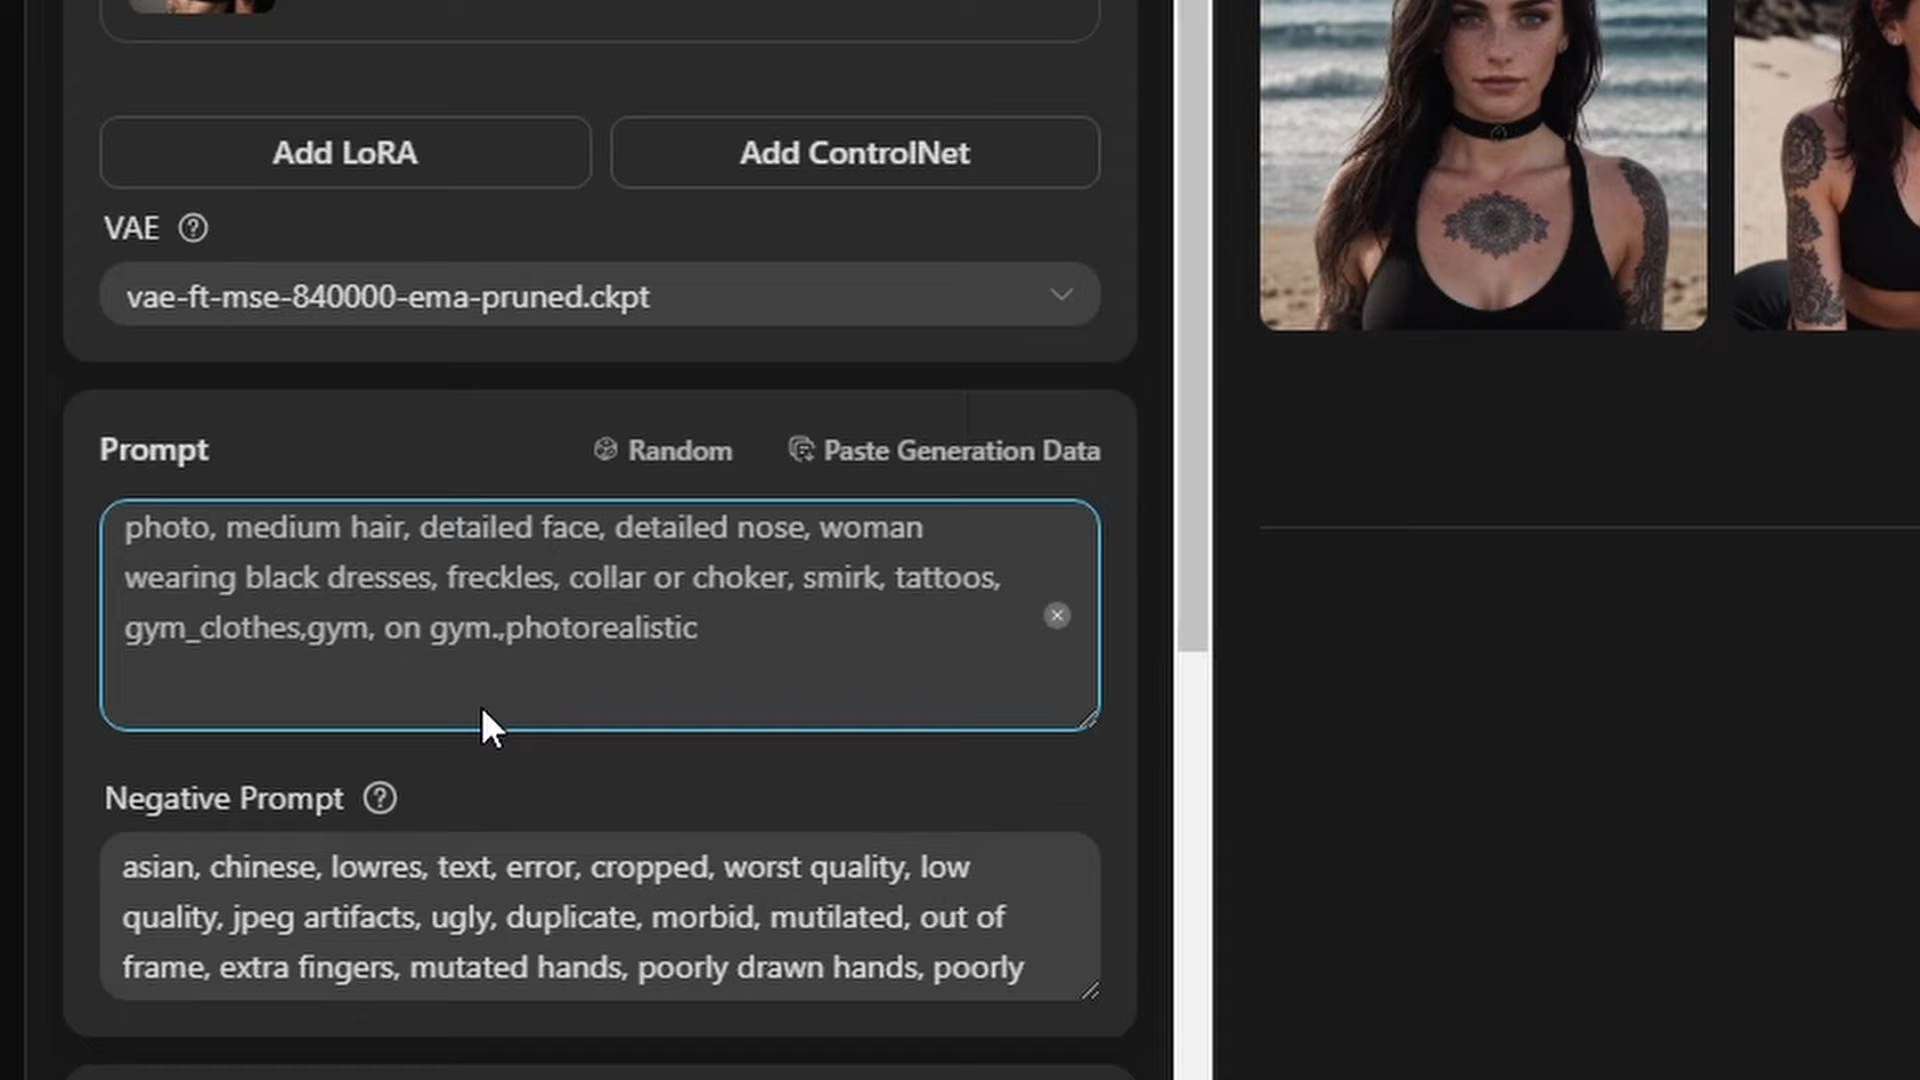 Add LoRA
Add ControlNet
VAE
vae-ft-mse-840000-ema-pruned.ckpt
Prompt
Random
Paste Generation Data
photo, medium hair, detailed face, detailed nose, woman
wearing black dresses, freckles, collar or choker, smirk, tattoos,
gym_clothes,gym, on gym.,photorealistic
Negative Prompt
asian, chinese, lowres, text, error, cropped, worst quality, low
quality, jpeg artifacts, ugly, duplicate, morbid, mutilated, out of
frame, extra fingers, mutated hands, poorly drawn hands, poorly